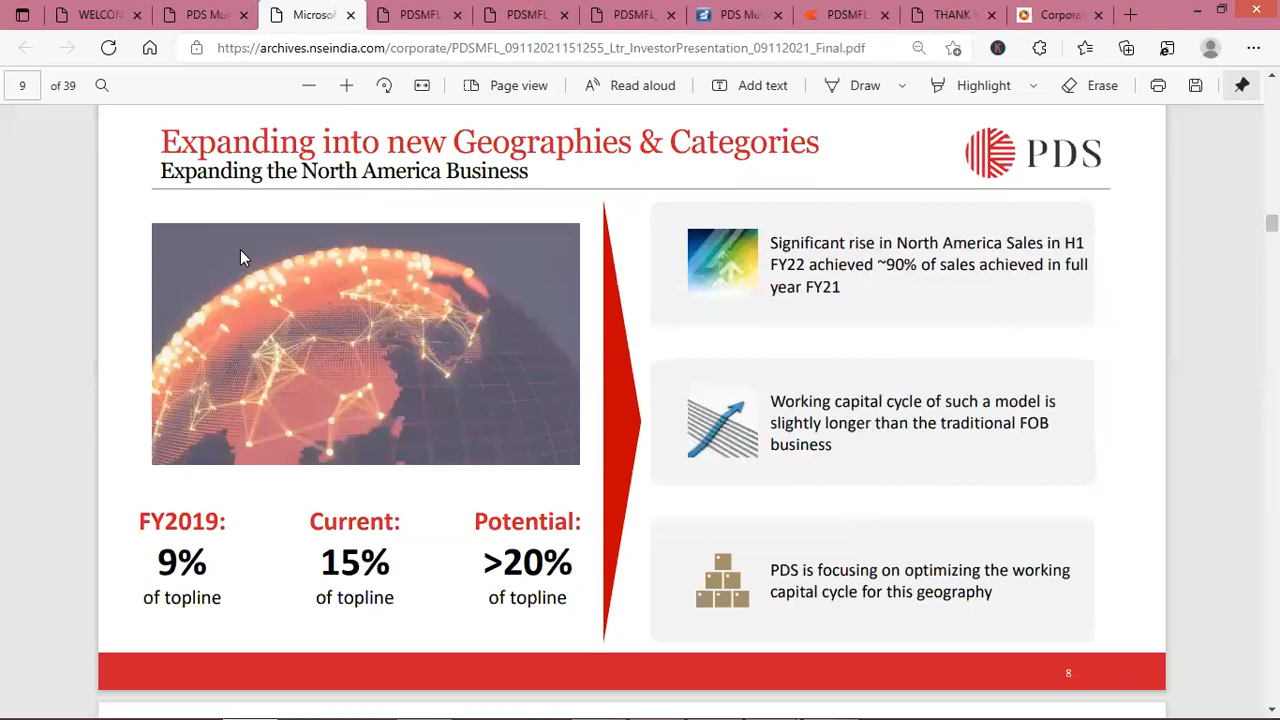 WELCON
PDS Mu
Microso
PDSMFL
PDSMFL
PDSMFL
PDS Mu
PDSMFL
THANK
Corpora
https://archives.nseindia.com/corporate/PDSMFL_09112021151255_Ltr_InvestorPresentation_09112021_Final.pdf
K
9 of 39
Page view
Read aloud
Add text
Draw
Highlight
Erase
Expanding into new Geographies & Categories
Expanding the North America Business
PDS
Significant rise in North America Sales in H1
FY22 achieved ~90% of sales achieved in full
year FY21
Working capital cycle of such a model is
slightly longer than the traditional FOB
business
FY2019: Current: Potential:
9% 15% >20%
of topline of topline of topline
PDS is focusing on optimizing the working
capital cycle for this geography
8